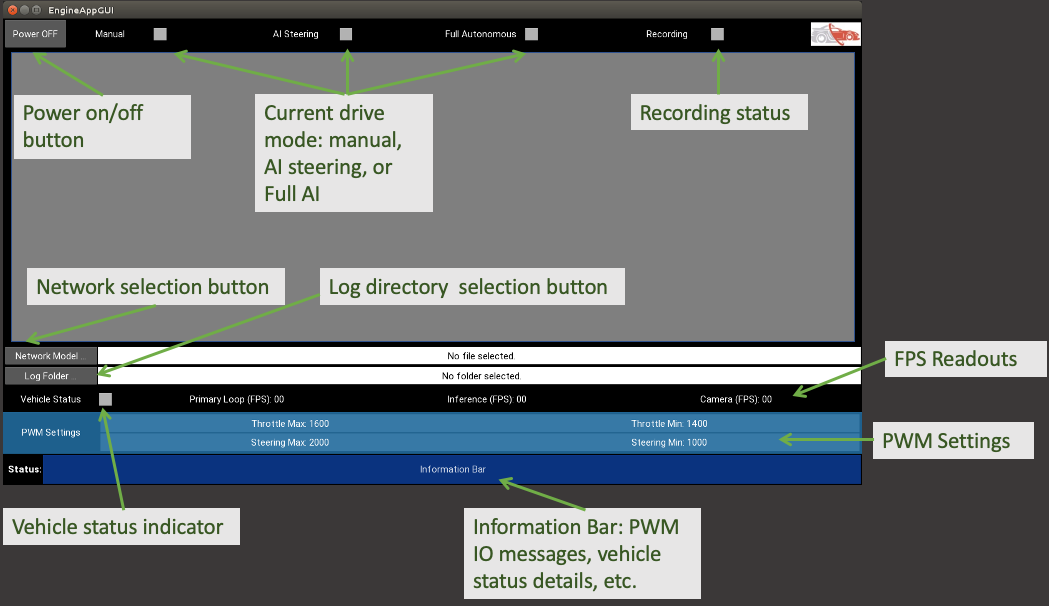 EngineAppGUI
Power OFF
Manual
AI Steering
Full Autonomous
Recording
Power on/off
button
Current drive
mode: manual,
AI steering, or
Full AI
Recording status
Network selection button
Log directory selection button
Network Model ...
No file selected.
Log Folder ...
No folder selected.
FPS Readouts
Vehicle Status
Primary Loop (FPS): 00
Inference (FPS): 00
Camera (FPS): 00
PWM Settings
Throttle Max: 1600
Throttle Min: 1400
Steering Max: 2000
Steering Min: 1000
PWM Settings
Status:
Information Bar
Vehicle status indicator
Information Bar: PWM
IO messages, vehicle
status details, etc.